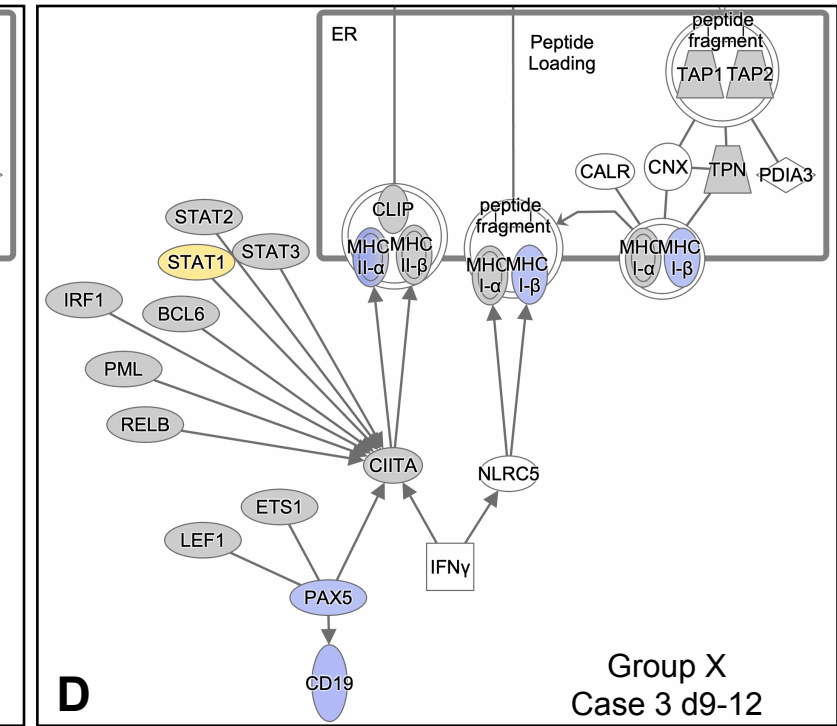 ER
Peptide
Loading
peptide
fragment
TAP1
TAP2
CALR
CNX
TPN
PDIA3
STAT2
STAT1
STAT3
CLIP
MHC
II-α
MHC
II-β
peptide
fragment
MHC
I-α
MHC
I-β
MHC
I-α
MHC
I-β
IRF1
BCL6
PML
RELB
CIITA
NLRC5
ETS1
LEF1
IFNγ
PAX5
CD19
D
Group X
Case 3 d9-12